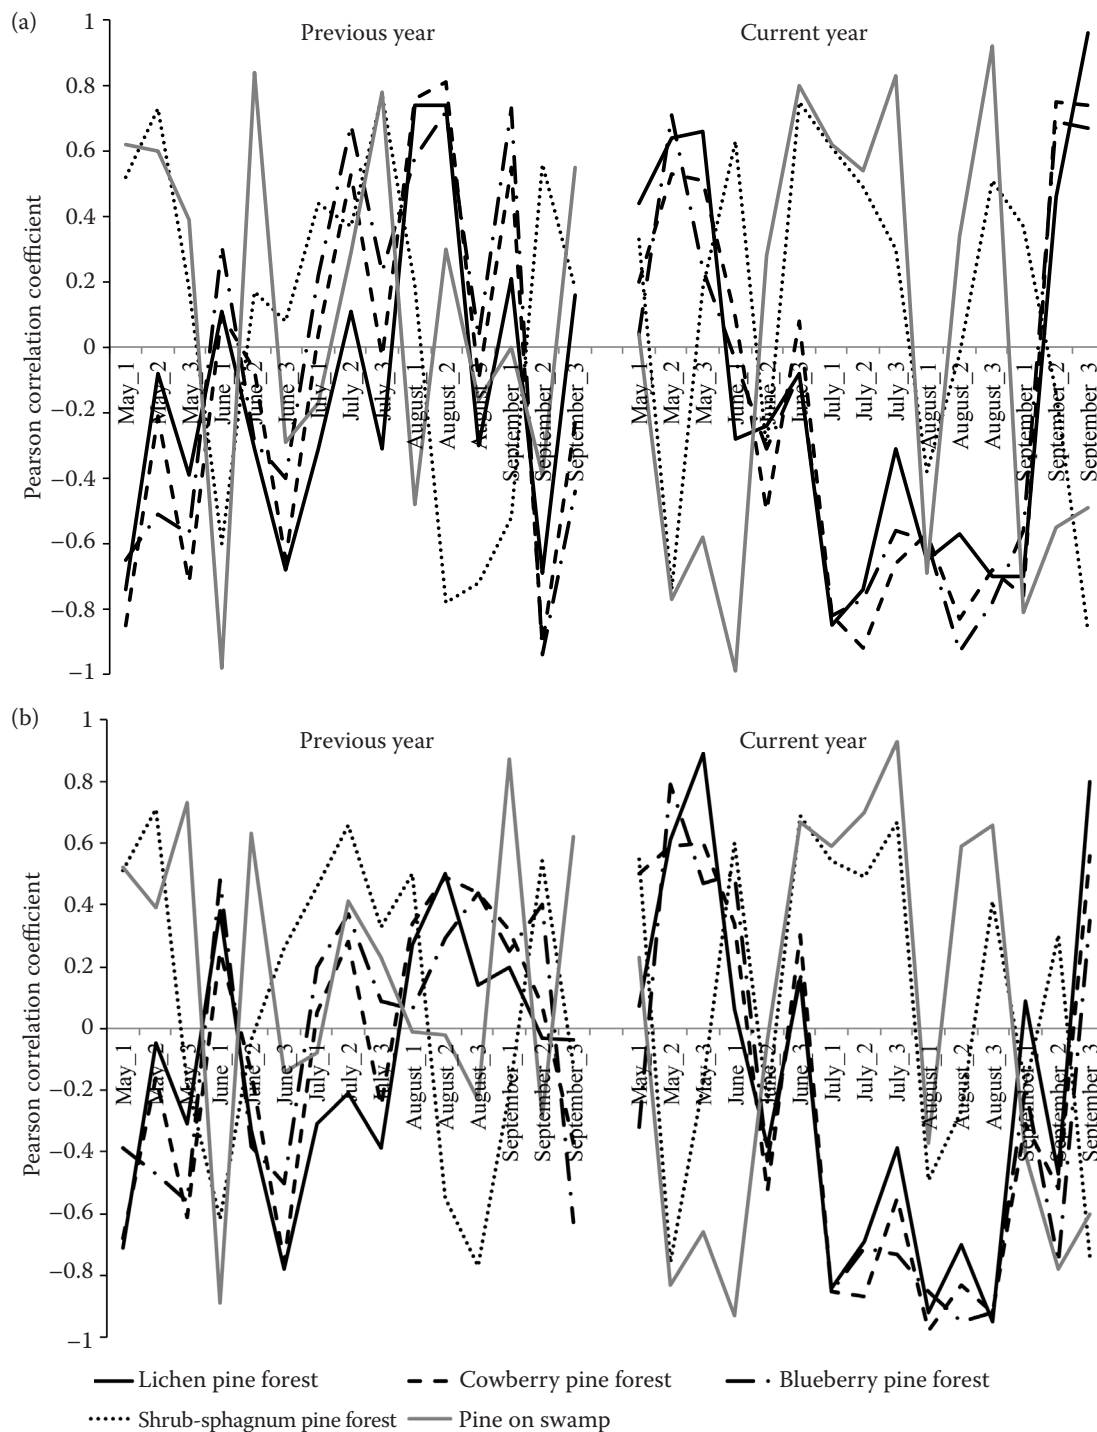 (a)
Previous year
Current year
Pearson correlation coefficient
1
0.8
0.6
0.4
0.2
0
−0.2
−0.4
−0.6
−0.8
−1
May_1
May_2
May_3
June_1
June_2
June_3
July_1
July_2
July_3
August_1
August_2
August_3
September_1
September_2
September_3
May_1
May_2
May_3
June_1
June_2
June_3
July_1
July_2
July_3
August_1
August_2
August_3
September_1
September_2
September_3
(b)
Previous year
Current year
Pearson correlation coefficient
1
0.8
0.6
0.4
0.2
0
−0.2
−0.4
−0.6
−0.8
−1
May_1
May_2
May_3
June_1
June_2
June_3
July_1
July_2
July_3
August_1
August_2
August_3
September_1
September_2
September_3
May_1
May_2
May_3
June_1
June_2
June_3
July_1
July_2
July_3
August_1
August_2
August_3
September_1
September_2
September_3
Lichen pine forest
Cowberry pine forest
Blueberry pine forest
Shrub-sphagnum pine forest
Pine on swamp